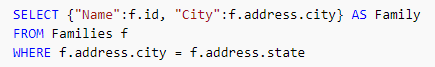 SELECT {"Name":f.id, "City":f.address.city} AS Family
FROM Families f
WHERE f.address.city = f.address.state